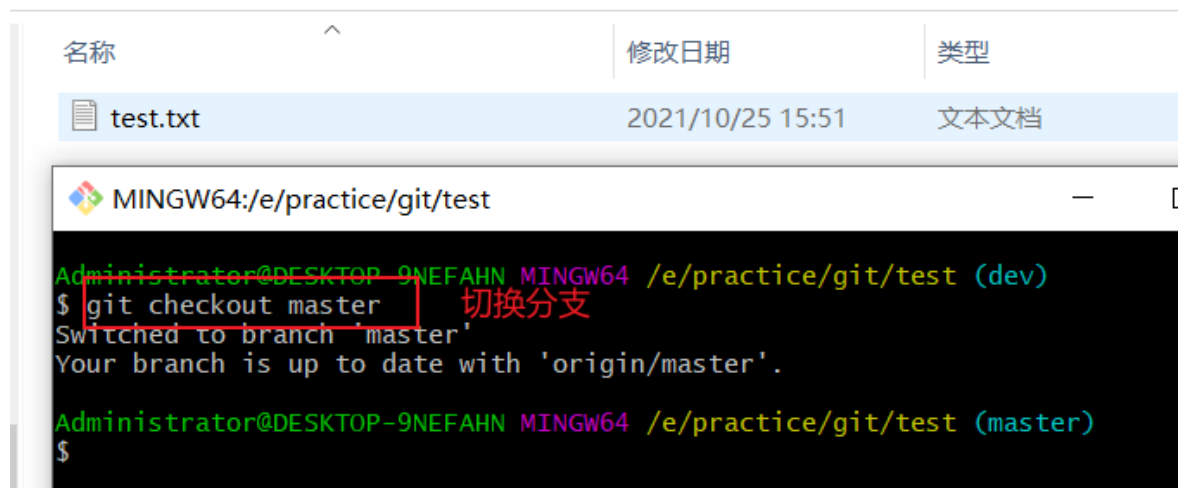 名称 修改日期 类型
test.txt 2021/10/25 15:51 文本文档
MINGW64:/e/practice/git/test
Administrator@DESKTOP-9NEFAHN MINGW64 /e/practice/git/test (dev)
$ git checkout master 切换分支
Switched to branch 'master'
Your branch is up to date with 'origin/master'.
Administrator@DESKTOP-9NEFAHN MINGW64 /e/practice/git/test (master)
$